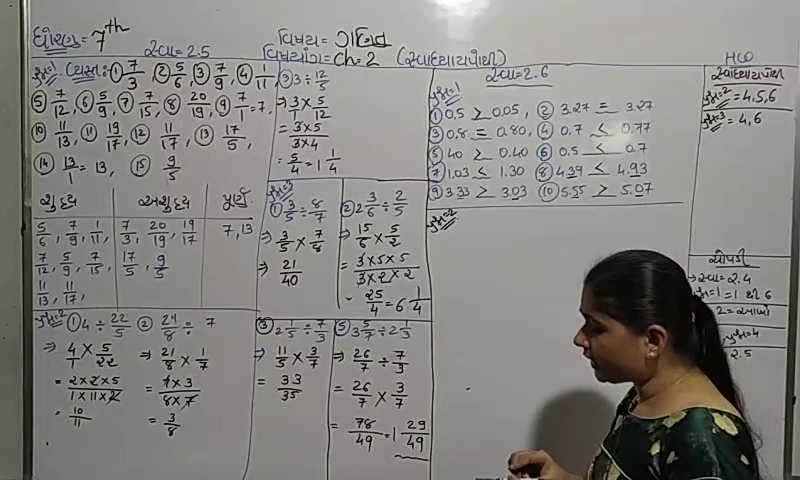 ધોરણ = 7th
વિષય = ગણિત
સ્વા = 2.5
વિષયાંગ = Ch. 2 (સ્વાધ્યાયપોથી)
પ્રશ્ન=1 વ્યસ્ત: ① 7/3, ② 5/6, ③ 7/9, ④ 1/11,
⑤ 7/12, ⑥ 5/9, ⑦ 7/15, ⑧ 20/19, ⑨ 7/1 = 7,
⑩ 11/13, ⑪ 19/17, ⑫ 11/17, ⑬ 17/5,
⑭ 13/1 = 13, ⑮ 9/5
શુદ્ધ અશુદ્ધ પૂર્ણ
5/6, 7/9, 1/11, 7/3, 20/19, 19/17 7, 13
7/12, 5/9, 7/15, 17/5, 9/5
11/13, 11/17,
પ્રશ્ન=2 ① 4 ÷ 22/5 ② 24/8 ÷ 7
⇒ 4/1 × 5/22 ⇒ 21/8 × 1/7
= 2×2×5/1×11×2 = 7×3/8×7
= 10/11 = 3/8
③ 3 ÷ 12/5
⇒ 3/1 × 5/12
= 3×5/3×4
= 5/4 = 1 1/4
પ્રશ્ન=3
① 3/5 ÷ 8/7 ② 2 3/6 ÷ 2/5
⇒ 3/5 × 7/8 ⇒ 15/6 × 5/2
⇒ 21/40 = 3×5×5/3×2×2
= 25/4 = 6 1/4
③ 2 1/5 ÷ 7/3 ⑤ 3 5/7 ÷ 2 1/3
⇒ 11/5 × 3/7 ⇒ 26/7 ÷ 7/3
= 33/35 = 26/7 × 3/7
= 78/49 = 1 29/49
સ્વા = 2.6
પ્રશ્ન=1
① 0.5 > 0.05, ② 3.27 = 3.27
③ 0.8 = 0.80, ④ 0.7 < 0.77
⑤ 40 > 0.40 ⑥ 0.5 < 0.7
⑦ 1.03 < 1.30 ⑧ 4.39 < 4.93
⑨ 3.33 > 3.03 ⑩ 5.55 > 5.07
પ્રશ્ન=2
HW
સ્વાધ્યાયપોથી
પ્રશ્ન=2 = 4,5,6
પ્રશ્ન=3 = 4,6
ચોપડી
→ સ્વા = 2.4
પ્રશ્ન=1 = 1 થી 6
2 = આખો
=4
2.5